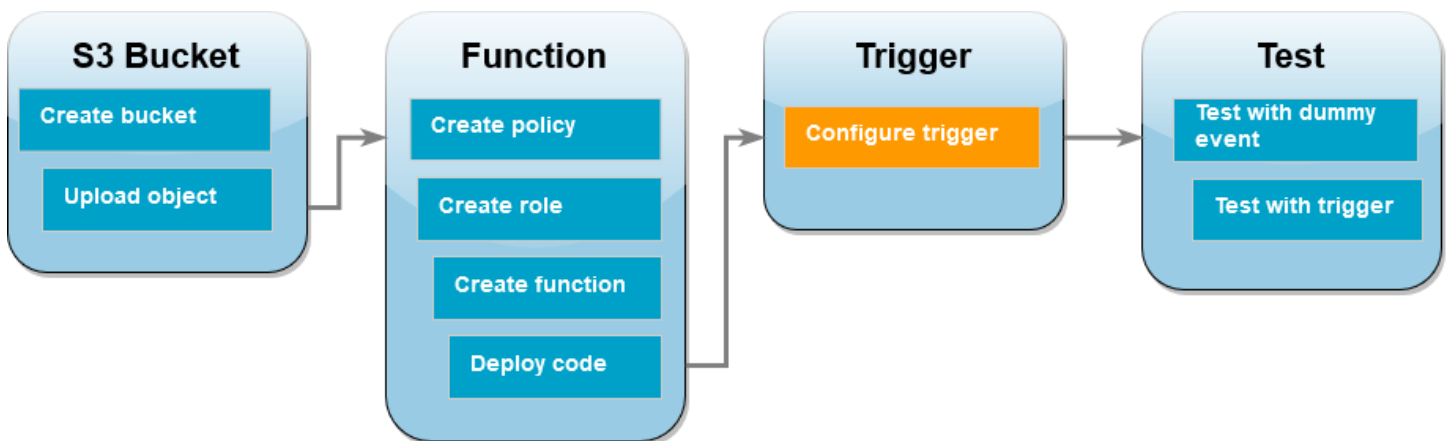 S3 Bucket
Create bucket
Upload object
Function
Create policy
Create role
Create function
Deploy code
Trigger
Configure trigger
Test
Test with dummy
event
Test with trigger